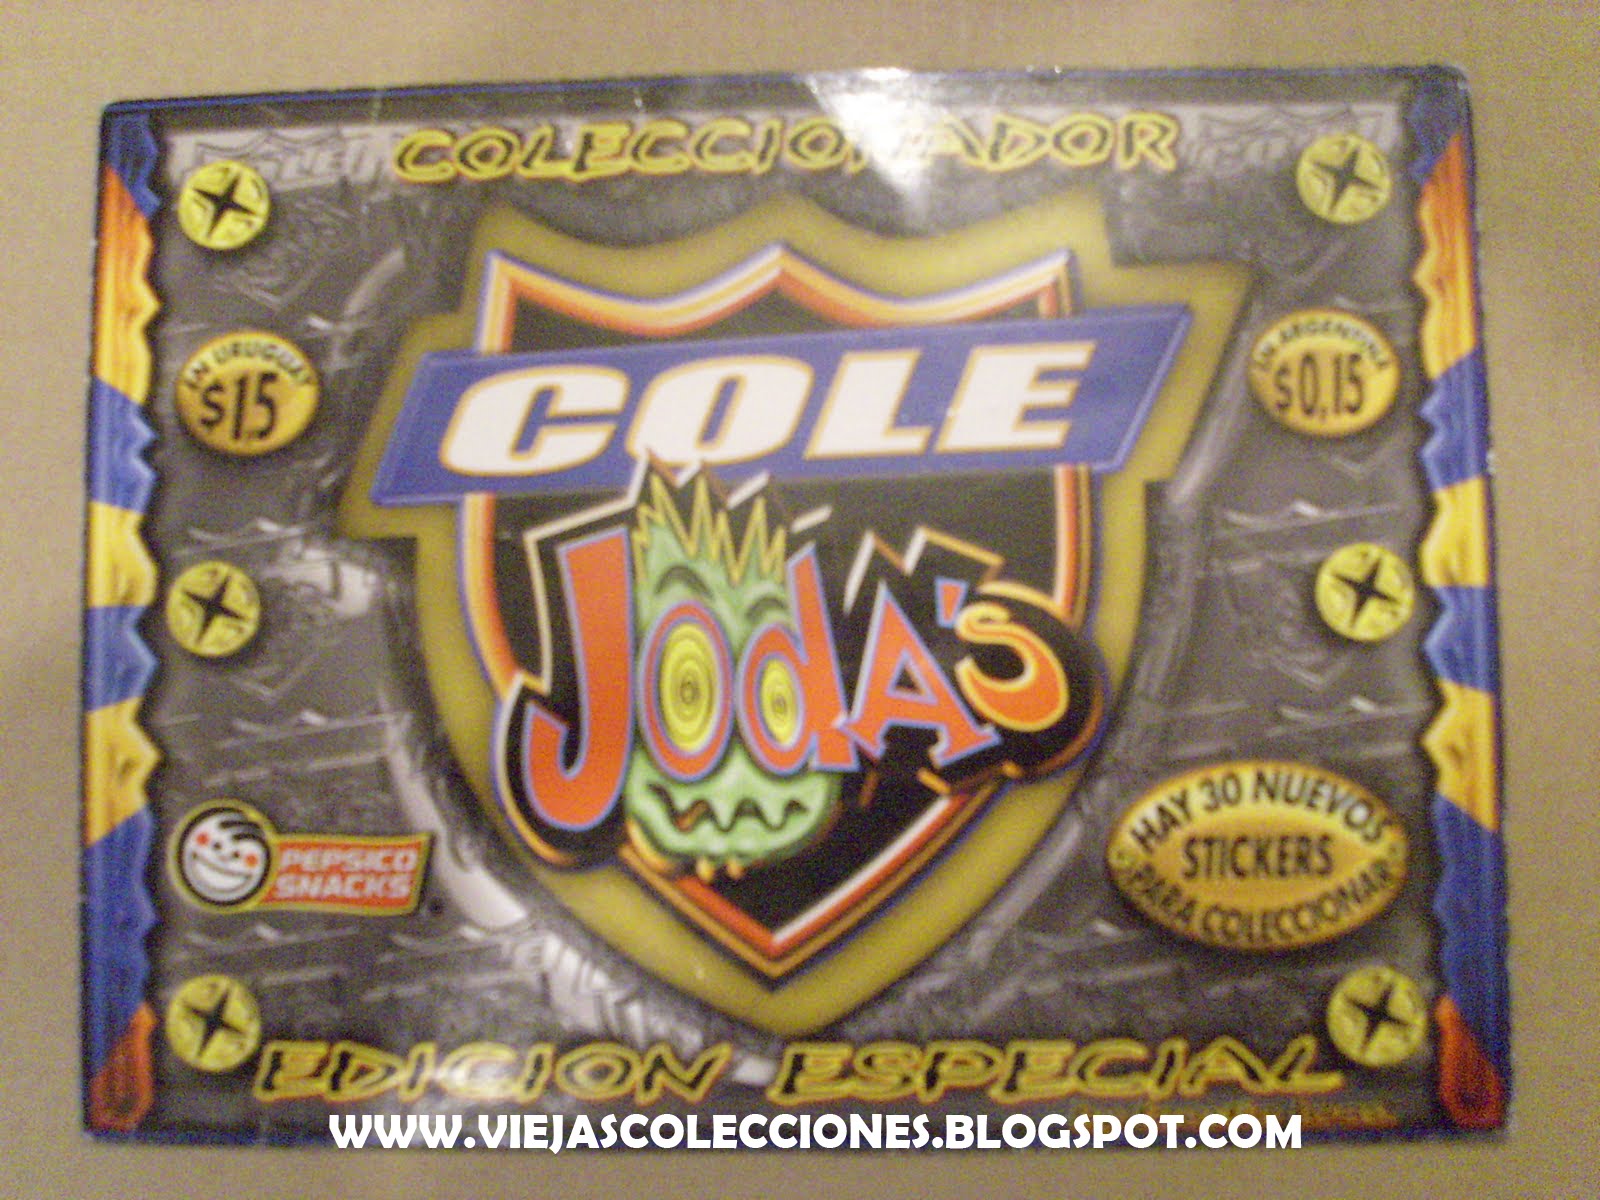 COLECCIONADOR
EN URUGUAY
$1,5
EN ARGENTINA
$0,15
COLE
JodA's
PEPSICO
SNACKS
HAY 30 NUEVOS
STICKERS
PARA COLECCIONAR
EDICION ESPECIAL
WWW.VIEJASCOLECCIONES.BLOGSPOT.COM